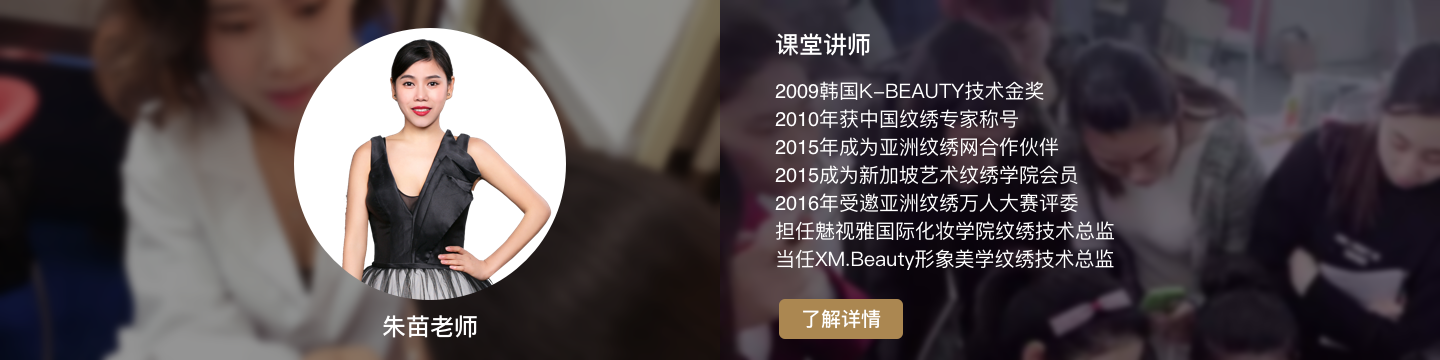 朱苗老师
课堂讲师
2009韩国K-BEAUTY技术金奖
2010年获中国纹绣专家称号
2015年成为亚洲纹绣网合作伙伴
2015成为新加坡艺术纹绣学院会员
2016年受邀亚洲纹绣万人大赛评委
担任魅视雅国际化妆学院纹绣技术总监
当任XM.Beauty形象美学纹绣技术总监
了解详情